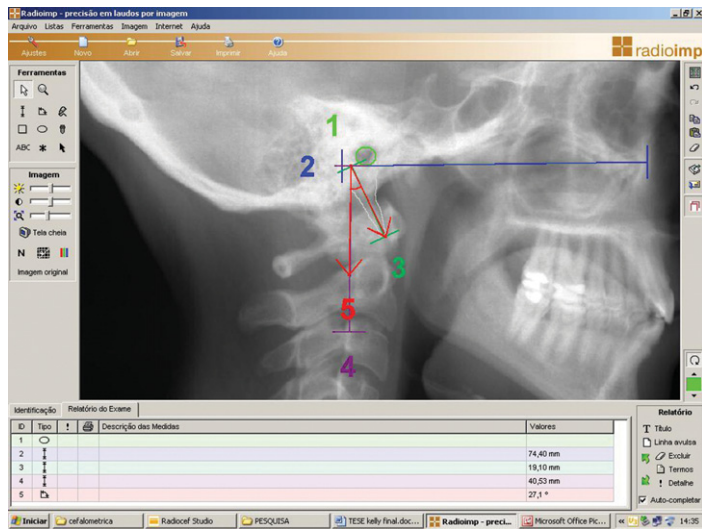 Radioimp - precisão em laudos por imagem
Arquivo Listas Ferramentas Imagem Internet Ajuda
Ajustes Novo Abrir Salvar Imprimir Ajuda
radioimp
Ferramentas
ABC
Imagem
Tela cheia
N
Imagem original
1
2
3
5
4
Identificação Relatório do Exame
ID Tipo ! Descrição das Medidas Valores
1
2 74,40 mm
3 19,10 mm
4 40,53 mm
5 27,1 °
Relatório
T Título
Linha avulsa
Excluir
Termos
! Detalhe
Auto-completar
Iniciar cefalometrica Radiocef Studio PESQUISA TESE kelly final.doc... Radioimp - preci... Microsoft Office Pic... 14:35